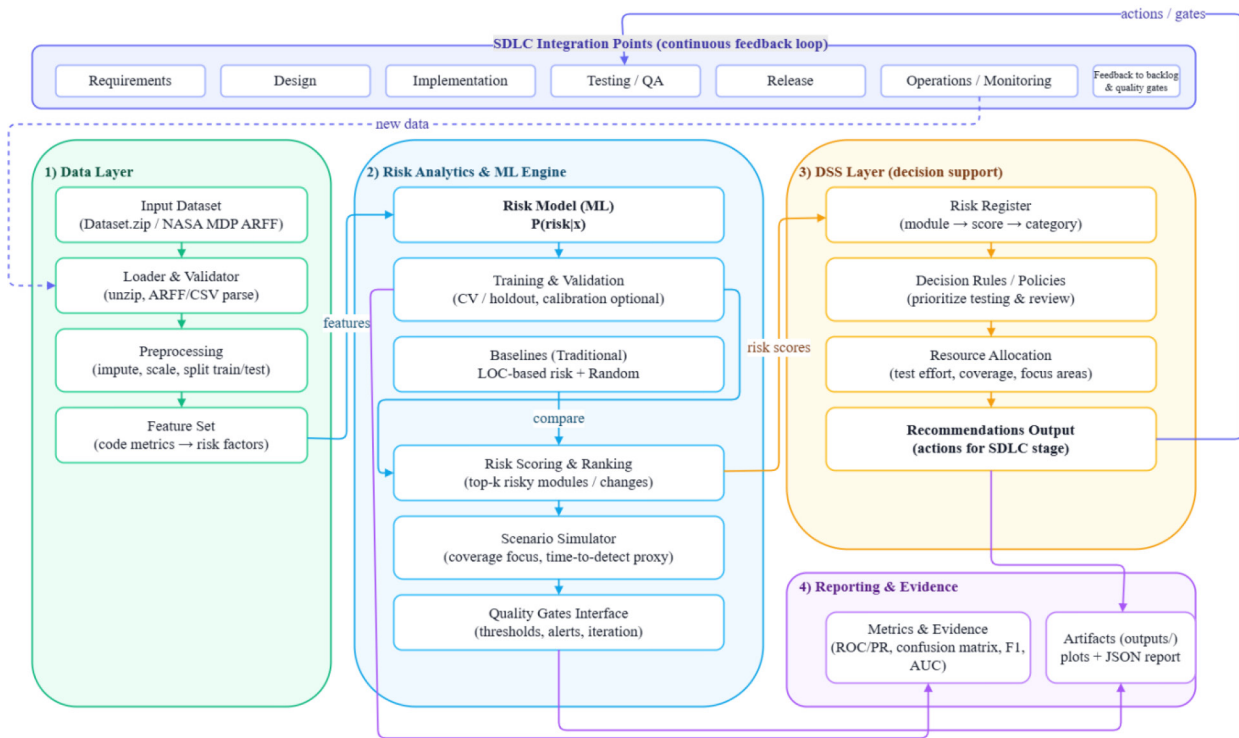 actions / gates
SDLC Integration Points (continuous feedback loop)
Requirements
Design
Implementation
Testing / QA
Release
Operations / Monitoring
Feedback to backlog
& quality gates
new data
1) Data Layer
Input Dataset
(Dataset.zip / NASA MDP ARFF)
Loader & Validator
(unzip, ARFF/CSV parse)
Preprocessing
(impute, scale, split train/test)
Feature Set
(code metrics → risk factors)
features
2) Risk Analytics & ML Engine
Risk Model (ML)
P(risk|x)
Training & Validation
(CV / holdout, calibration optional)
Baselines (Traditional)
LOC-based risk + Random
compare
Risk Scoring & Ranking
(top-k risky modules / changes)
Scenario Simulator
(coverage focus, time-to-detect proxy)
Quality Gates Interface
(thresholds, alerts, iteration)
risk scores
3) DSS Layer (decision support)
Risk Register
(module → score → category)
Decision Rules / Policies
(prioritize testing & review)
Resource Allocation
(test effort, coverage, focus areas)
Recommendations Output
(actions for SDLC stage)
4) Reporting & Evidence
Metrics & Evidence
(ROC/PR, confusion matrix, F1,
AUC)
Artifacts (outputs/)
plots + JSON report